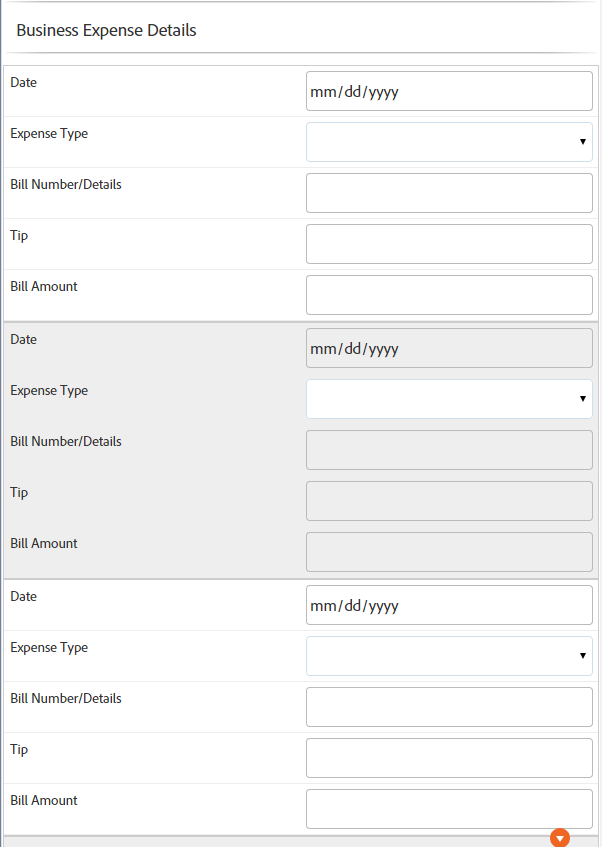 Business Expense Details
Date
mm/dd/yyyy
Expense Type
Bill Number/Details
Tip
Bill Amount
Date
mm/dd/yyyy
Expense Type
Bill Number/Details
Tip
Bill Amount
Date
mm/dd/yyyy
Expense Type
Bill Number/Details
Tip
Bill Amount